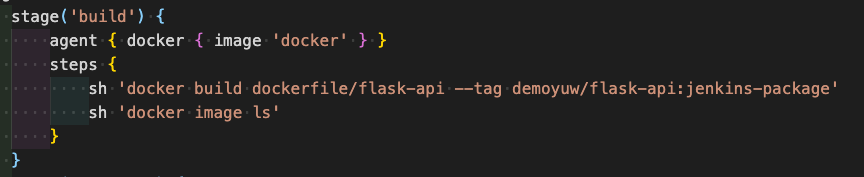 stage('build') {
    agent { docker { image 'docker' } }
    steps {
        sh 'docker build dockerfile/flask-api --tag demoyuw/flask-api:jenkins-package'
        sh 'docker image ls'
    }
}